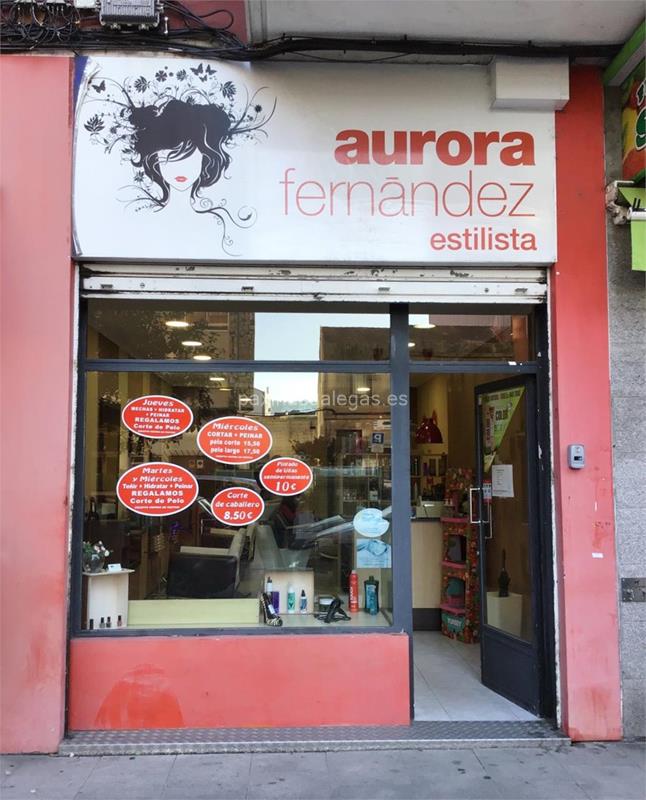 aurora
fernández
estilista
paxinasgalegas.es
Jueves
MECHAS + HIDRATAR
+ PEINAR
REGALAMOS
Corte de Pelo
Miércoles
CORTAR + PEINAR
pelo corto 15,50
pelo largo 17,50
Martes
y Miércoles
Teñir + Hidratar + Peinar
REGALAMOS
Corte de Pelo
Corte
de caballero
8.50 €
Pintado de
Uñas
semipermanente
10 €